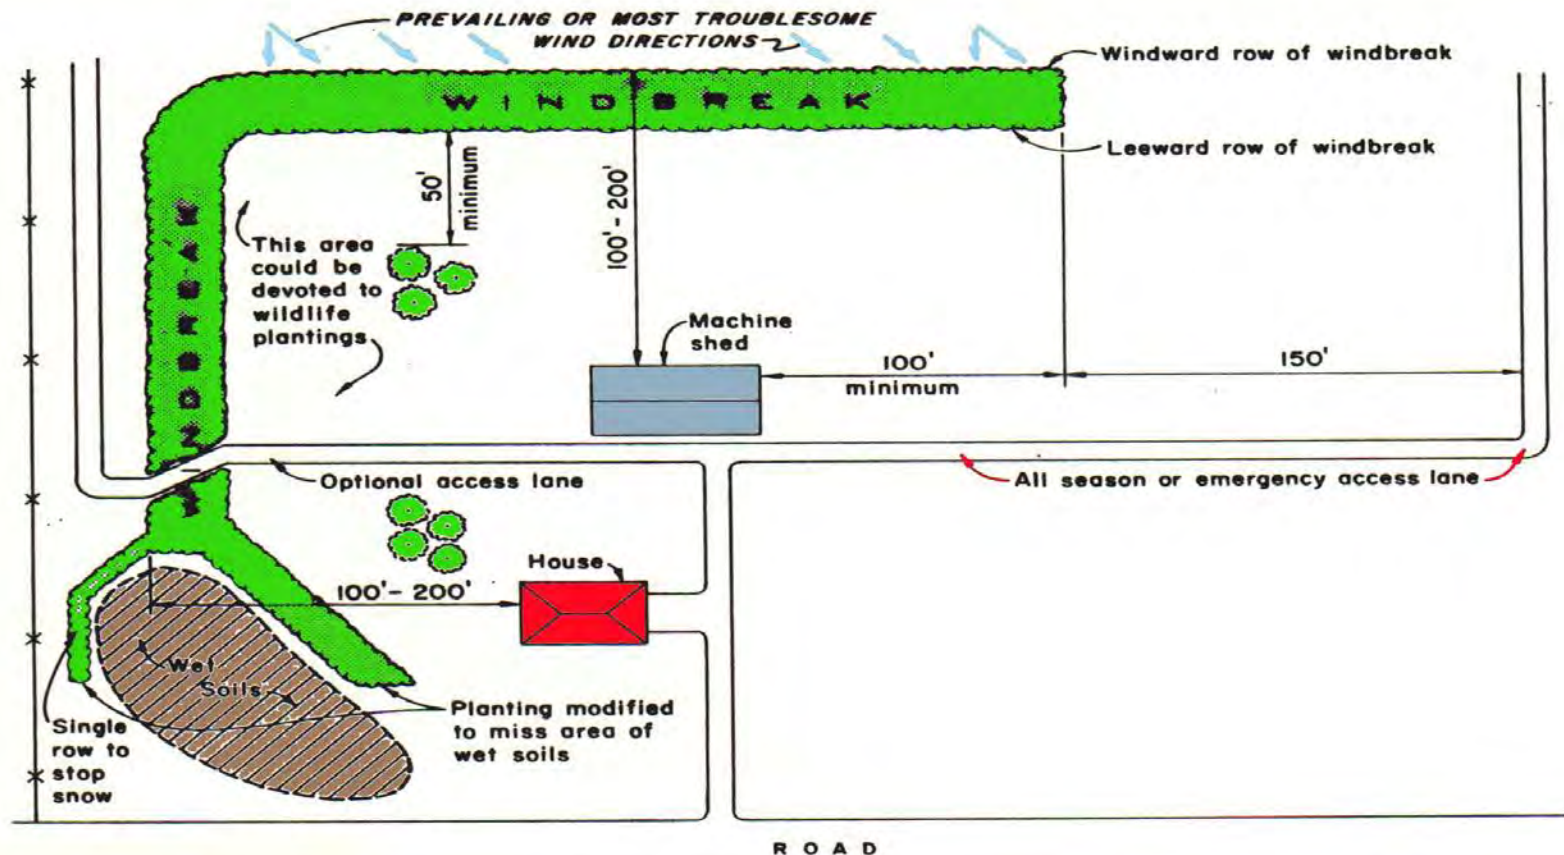 PREVAILING OR MOST TROUBLESOME
WIND DIRECTIONS
Windward row of windbreak
WINDBREAK
Leeward row of windbreak
50'
minimum
100'-200'
WINDBREAK
This area
could be
devoted to
wildlife
plantings
Machine
shed
100'
minimum
150'
Optional access lane
All season or emergency access lane
House
100'-200'
Wet
Soils
Single
row to
stop
snow
Planting modified
to miss area of
wet soils
ROAD